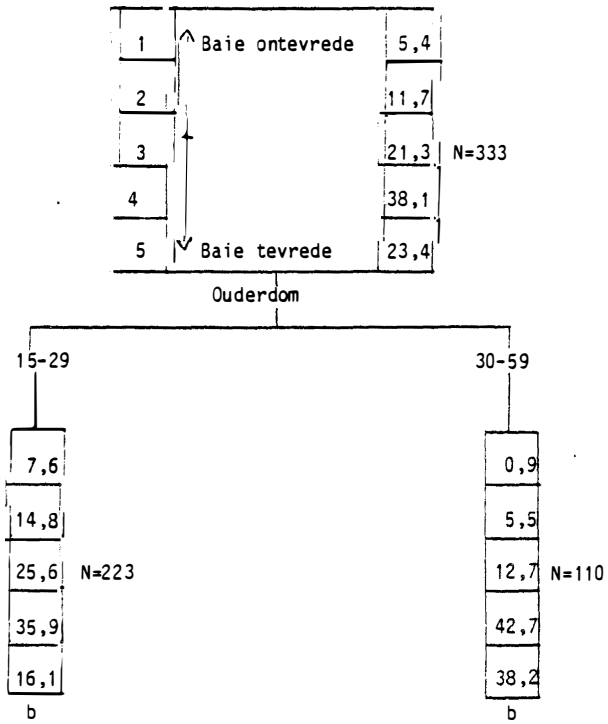 1 Baie ontevrede 5,4
2 11,7
3 21,3 N=333
4 38,1
5 Baie tevrede 23,4
Ouderdom
15-29 30-59
7,6 0,9
14,8 5,5
25,6 N=223 12,7 N=110
35,9 42,7
16,1 38,2
b b